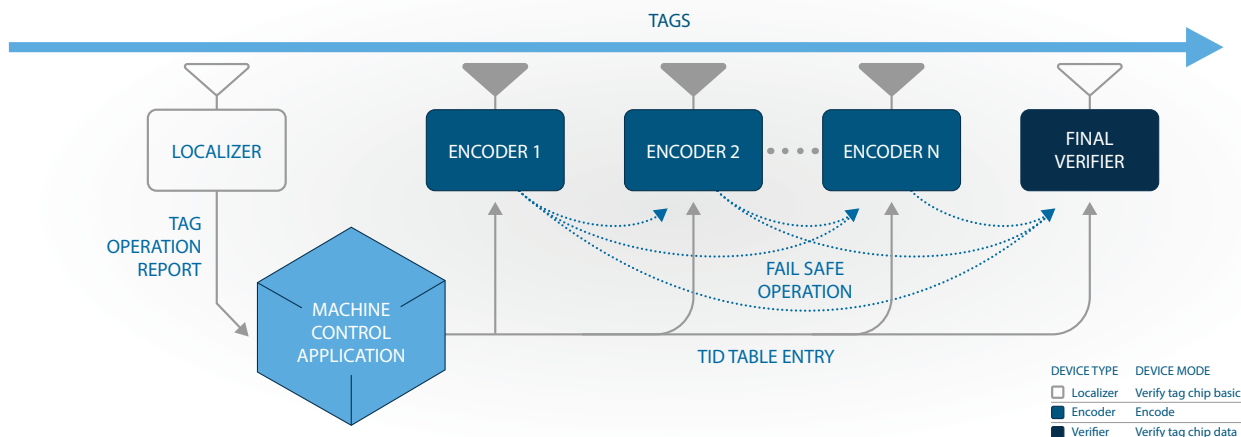 TAGS
LOCALIZER
ENCODER 1
ENCODER 2
ENCODER N
FINAL
VERIFIER
TAG
OPERATION
REPORT
FAIL SAFE
OPERATION
MACHINE
CONTROL
APPLICATION
TID TABLE ENTRY
DEVICE TYPE DEVICE MODE
Localizer Verify tag chip basic
Encoder Encode
Verifier Verify tag chip data